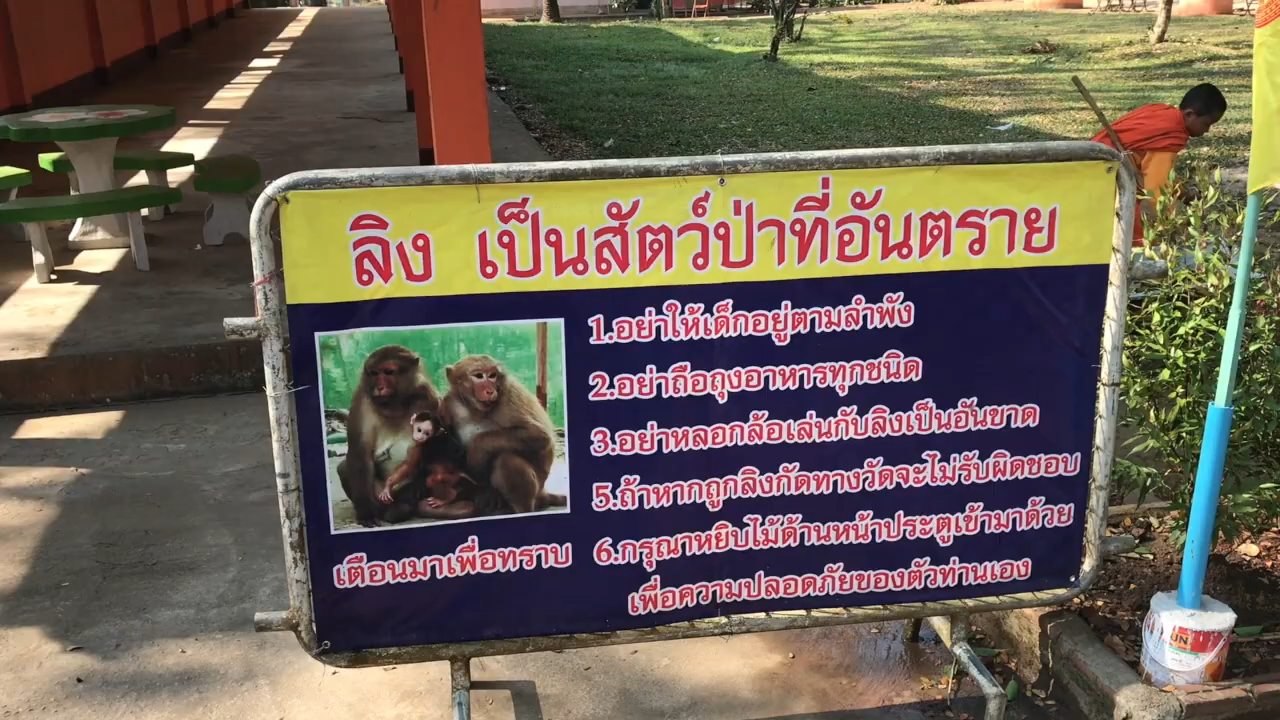 ลิง เป็นสัตว์ป่าที่อันตราย
1.อย่าให้เด็กอยู่ตามลำพัง
2.อย่าถือถุงอาหารทุกชนิด
3.อย่าหลอกล้อเล่นกับลิงเป็นอันขาด
5.ถ้าหากถูกลิงกัดทางวัดจะไม่รับผิดชอบ
6.กรุณาหยิบไม้ด้านหน้าประตูเข้ามาด้วย
เพื่อความปลอดภัยของตัวท่านเอง
เตือนมาเพื่อทราบ